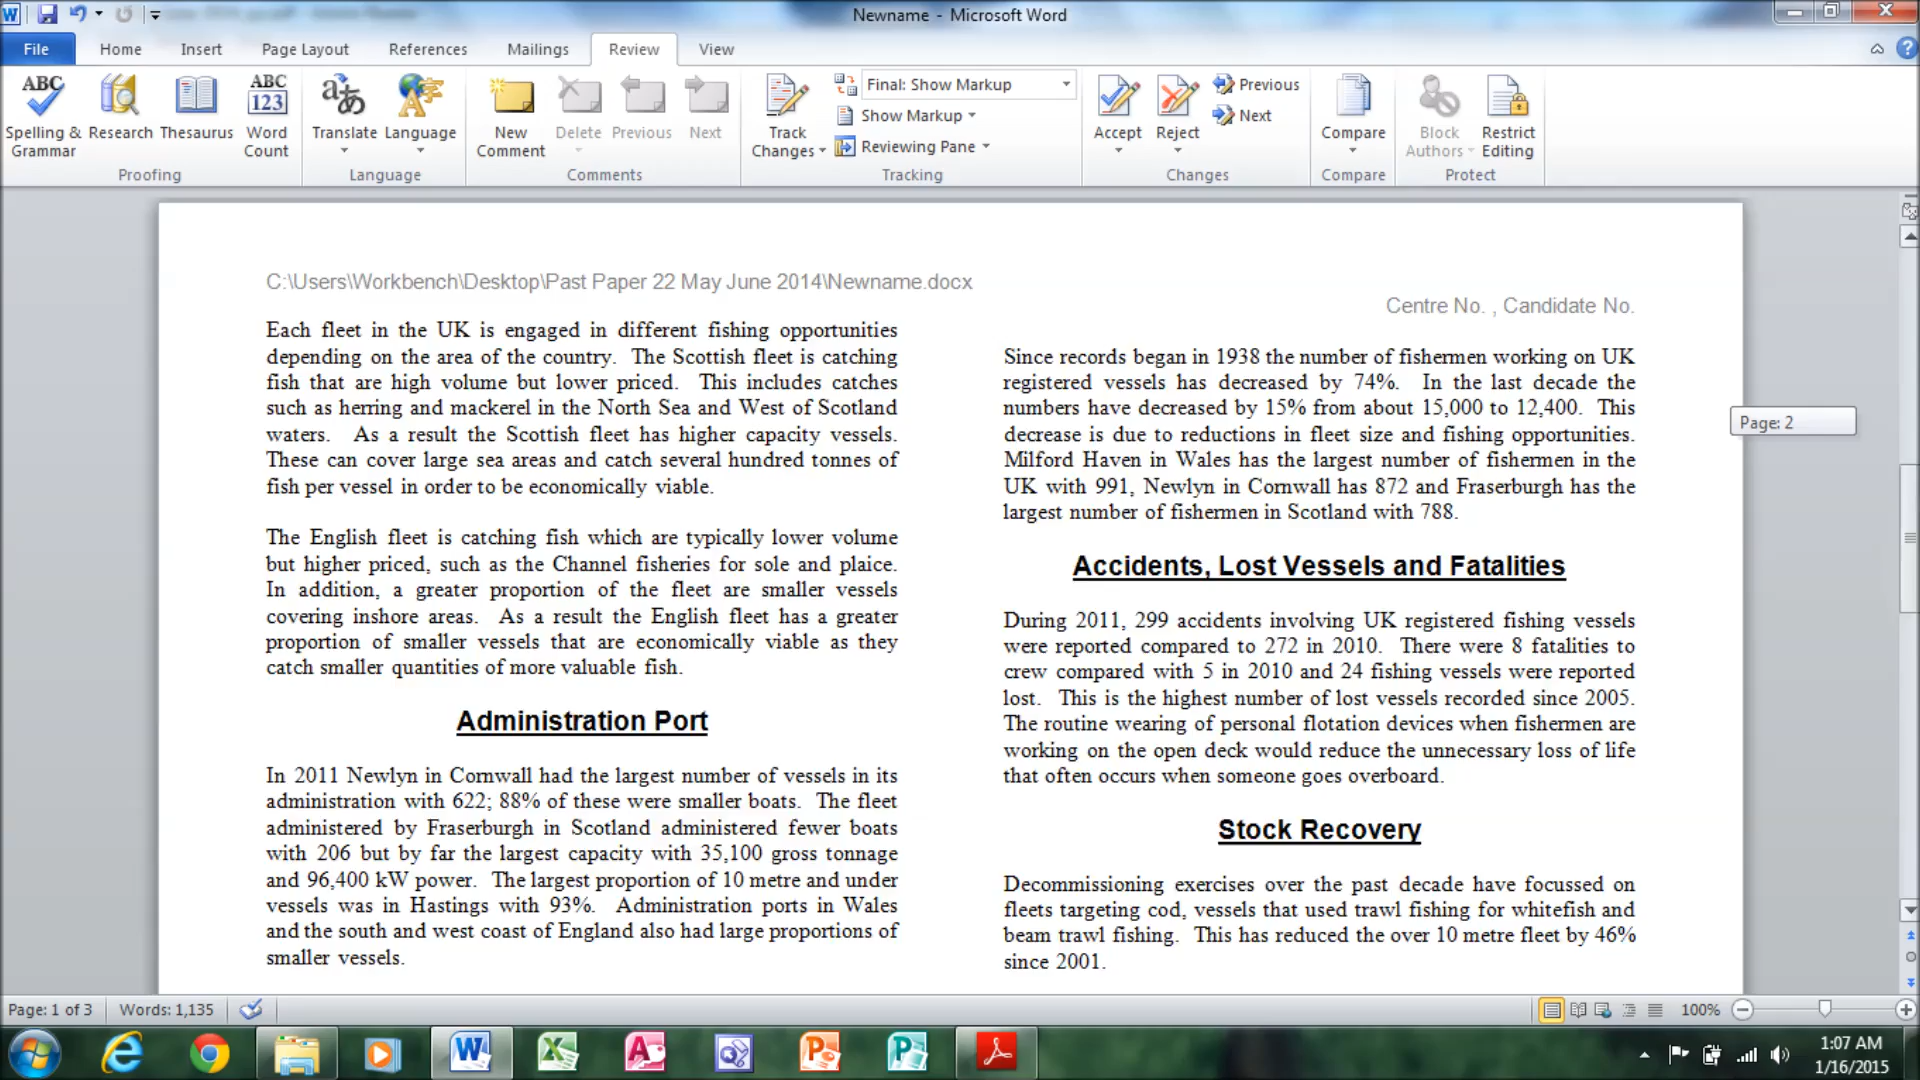 Newname - Microsoft Word
File Home Insert Page Layout References Mailings Review View
ABC ABC 123
Spelling & Grammar Research Thesaurus Word Count Translate Language New Comment Delete Previous Next Track Changes Final: Show Markup Show Markup Reviewing Pane Accept Reject Previous Next Compare Block Authors Restrict Editing
Proofing Language Comments Tracking Changes Compare Protect
C:\Users\Workbench\Desktop\Past Paper 22 May June 2014\Newname.docx
Centre No. , Candidate No.
Each fleet in the UK is engaged in different fishing opportunities
depending on the area of the country. The Scottish fleet is catching
fish that are high volume but lower priced. This includes catches
such as herring and mackerel in the North Sea and West of Scotland
waters. As a result the Scottish fleet has higher capacity vessels.
These can cover large sea areas and catch several hundred tonnes of
fish per vessel in order to be economically viable.
The English fleet is catching fish which are typically lower volume
but higher priced, such as the Channel fisheries for sole and plaice.
In addition, a greater proportion of the fleet are smaller vessels
covering inshore areas. As a result the English fleet has a greater
proportion of smaller vessels that are economically viable as they
catch smaller quantities of more valuable fish.
Administration Port
In 2011 Newlyn in Cornwall had the largest number of vessels in its
administration with 622; 88% of these were smaller boats. The fleet
administered by Fraserburgh in Scotland administered fewer boats
with 206 but by far the largest capacity with 35,100 gross tonnage
and 96,400 kW power. The largest proportion of 10 metre and under
vessels was in Hastings with 93%. Administration ports in Wales
and the south and west coast of England also had large proportions of
smaller vessels.
Since records began in 1938 the number of fishermen working on UK
registered vessels has decreased by 74%. In the last decade the
numbers have decreased by 15% from about 15,000 to 12,400. This
decrease is due to reductions in fleet size and fishing opportunities.
Milford Haven in Wales has the largest number of fishermen in the
UK with 991, Newlyn in Cornwall has 872 and Fraserburgh has the
largest number of fishermen in Scotland with 788.
Accidents, Lost Vessels and Fatalities
During 2011, 299 accidents involving UK registered fishing vessels
were reported compared to 272 in 2010. There were 8 fatalities to
crew compared with 5 in 2010 and 24 fishing vessels were reported
lost. This is the highest number of lost vessels recorded since 2005.
The routine wearing of personal flotation devices when fishermen are
working on the open deck would reduce the unnecessary loss of life
that often occurs when someone goes overboard.
Stock Recovery
Decommissioning exercises over the past decade have focussed on
fleets targeting cod, vessels that used trawl fishing for whitefish and
beam trawl fishing. This has reduced the over 10 metre fleet by 46%
since 2001.
Page: 2
Page: 1 of 3 Words: 1,135 100%
1:07 AM
1/16/2015